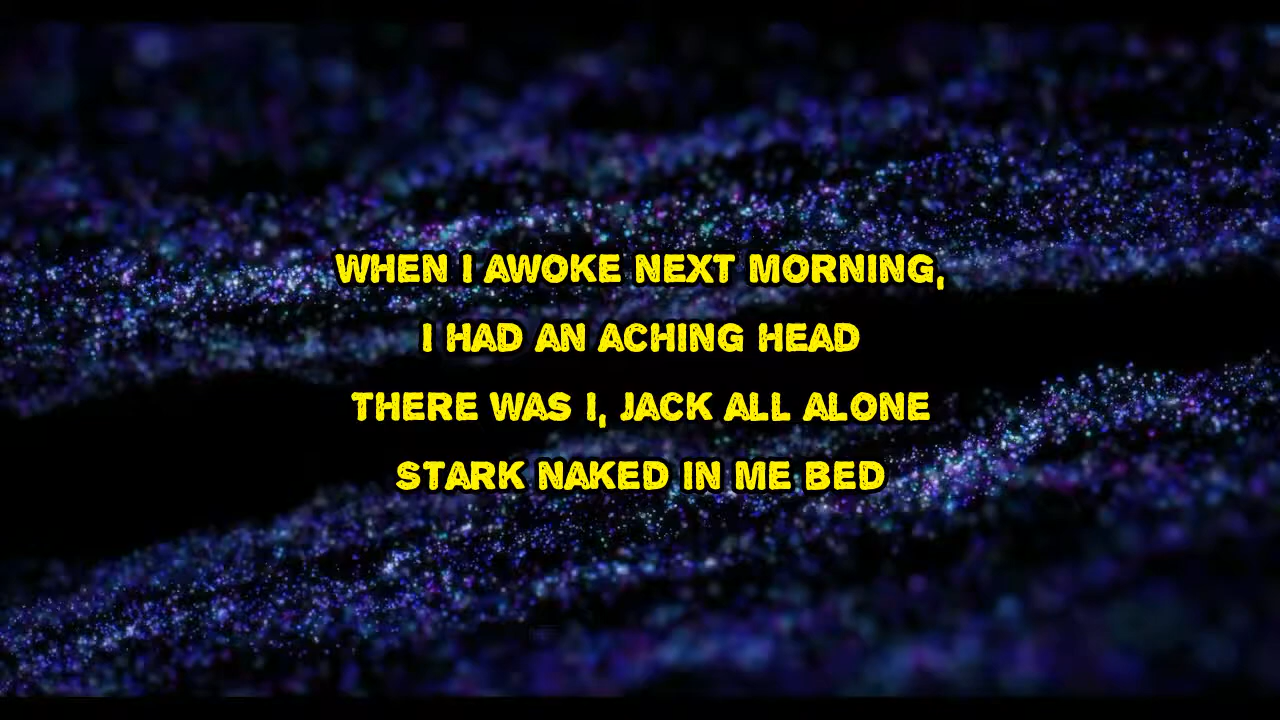 WHEN I AWOKE NEXT MORNING,
I HAD AN ACHING HEAD
THERE WAS I, JACK ALL ALONE
STARK NAKED IN ME BED